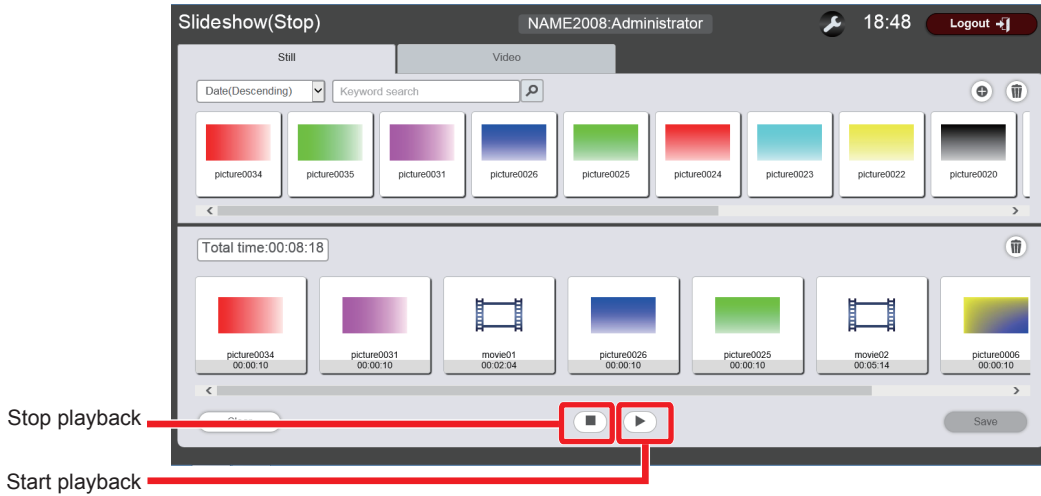 Slideshow(Stop)
NAME2008:Administrator
18:48
Logout
Still
Video
Date(Descending)
Keyword search
picture0034
picture0035
picture0031
picture0026
picture0025
picture0024
picture0023
picture0022
picture0020
Total time:00:08:18
picture0034
00:00:10
picture0031
00:00:10
movie01
00:02:04
picture0026
00:00:10
picture0025
00:00:10
movie02
00:05:14
picture0006
00:00:10
Save
Stop playback
Start playback